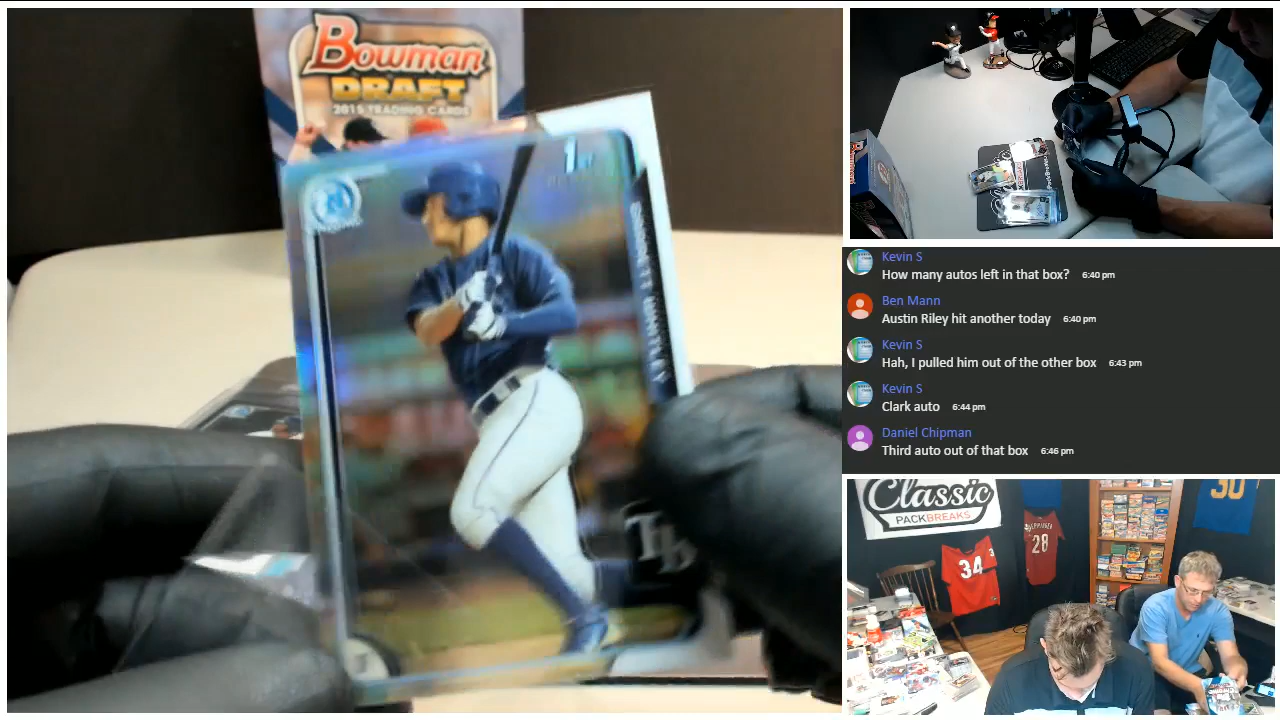 Bowman
DRAFT
2015 TRADING CARDS
1ST
TB
Kevin S
How many autos left in that box? 6:40 pm
Ben Mann
Austin Riley hit another today 6:40 pm
Kevin S
Hah, I pulled him out of the other box 6:43 pm
Kevin S
Clark auto 6:44 pm
Daniel Chipman
Third auto out of that box 6:46 pm
Classic
PACKBREAKS
30
28
34